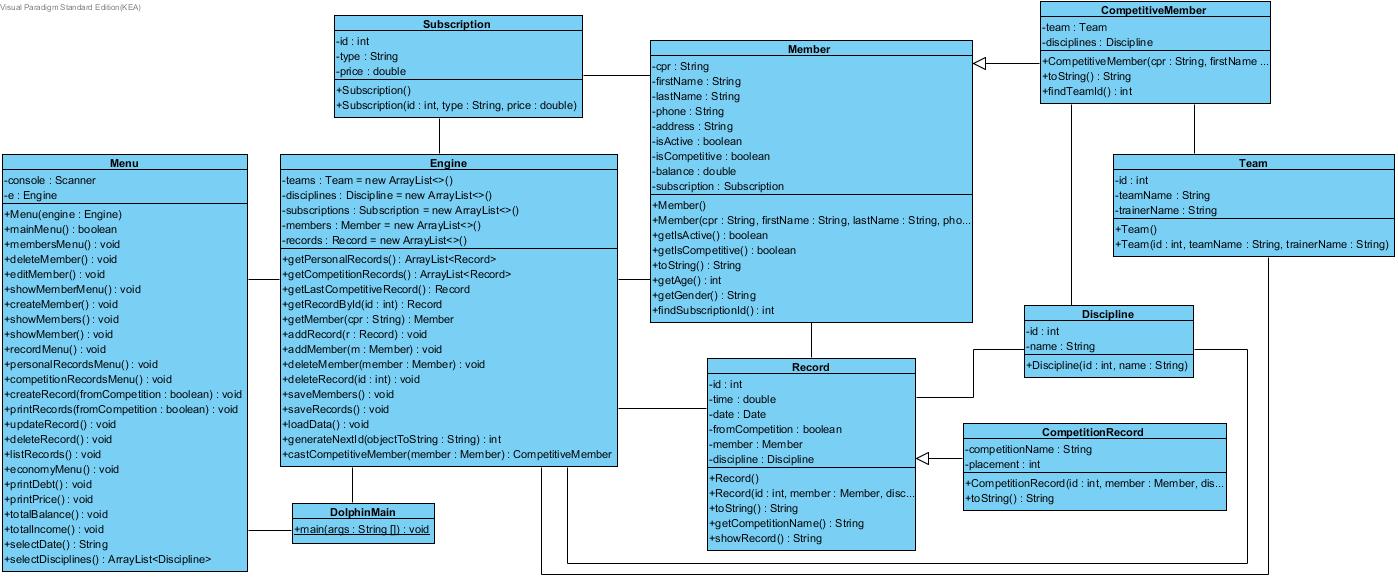 Visual Paradigm Standard Edition(KEA)
Subscription
-id : int
-type : String
-price : double
+Subscription()
+Subscription(id : int, type : String, price : double)
Member
-cpr : String
-firstName : String
-lastName : String
-phone : String
-address : String
-isActive : boolean
-isCompetitive : boolean
-balance : double
-subscription : Subscription
+Member()
+Member(cpr : String, firstName : String, lastName : String, pho...
+getIsActive() : boolean
+getIsCompetitive() : boolean
+toString() : String
+getAge() : int
+getGender() : String
+findSubscriptionId() : int
CompetitiveMember
-team : Team
-disciplines : Discipline
+CompetitiveMember(cpr : String, firstName ...
+toString() : String
+findTeamId() : int
Menu
-console : Scanner
-e : Engine
+Menu(engine : Engine)
+mainMenu() : boolean
+membersMenu() : void
+deleteMember() : void
+editMember() : void
+showMemberMenu() : void
+createMember() : void
+showMembers() : void
+showMember() : void
+recordMenu() : void
+personalRecordsMenu() : void
+competitionRecordsMenu() : void
+createRecord(fromCompetition : boolean) : void
+printRecords(fromCompetition : boolean) : void
+updateRecord() : void
+deleteRecord() : void
+listRecords() : void
+economyMenu() : void
+printDebt() : void
+printPrice() : void
+totalBalance() : void
+totalIncome() : void
+selectDate() : String
+selectDisciplines() : ArrayList<Discipline>
Engine
-teams : Team = new ArrayList<>()
-disciplines : Discipline = new ArrayList<>()
-subscriptions : Subscription = new ArrayList<>()
-members : Member = new ArrayList<>()
-records : Record = new ArrayList<>()
+getPersonalRecords() : ArrayList<Record>
+getCompetitionRecords() : ArrayList<Record>
+getLastCompetitiveRecord() : Record
+getRecordById(id : int) : Record
+getMember(cpr : String) : Member
+addRecord(r : Record) : void
+addMember(m : Member) : void
+deleteMember(member : Member) : void
+deleteRecord(id : int) : void
+saveMembers() : void
+saveRecords() : void
+loadData() : void
+generateNextId(objectToString : String) : int
+castCompetitiveMember(member : Member) : CompetitiveMember
Team
-id : int
-teamName : String
-trainerName : String
+Team()
+Team(id : int, teamName : String, trainerName : String)
Discipline
-id : int
-name : String
+Discipline(id : int, name : String)
Record
-id : int
-time : double
-date : Date
-fromCompetition : boolean
-member : Member
-discipline : Discipline
+Record()
+Record(id : int, member : Member, disc...
+toString() : String
+getCompetitionName() : String
+showRecord() : String
CompetitionRecord
-competitionName : String
-placement : int
+CompetitionRecord(id : int, member : Member, dis...
+toString() : String
DolphinMain
+main(args : String []) : void